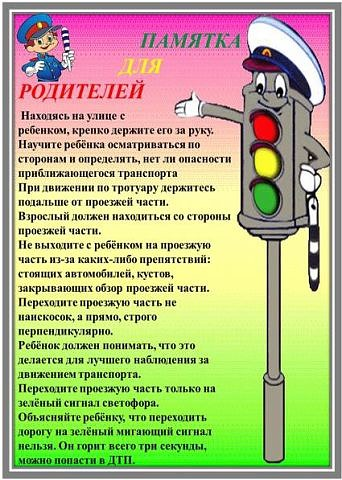 ПАМЯТКА
ДЛЯ
РОДИТЕЛЕЙ
Находясь на улице с
ребенком, крепко держите его за руку.
Научите ребёнка осматриваться по
сторонам и определять, нет ли опасности
приближающегося транспорта
При движении по тротуару держитесь
подальше от проезжей части.
Взрослый должен находиться со стороны
проезжей части.
Не выходите с ребёнком на проезжую
часть из-за каких-либо препятствий:
стоящих автомобилей, кустов,
закрывающих обзор проезжей части.
Переходите проезжую часть не
наискосок, а прямо, строго
перпендикулярно.
Ребёнок должен понимать, что это
делается для лучшего наблюдения за
движением транспорта.
Переходите проезжую часть только на
зелёный сигнал светофора.
Объясняйте ребёнку, что переходить
дорогу на зелёный мигающий сигнал
нельзя. Он горит всего три секунды,
можно попасти в ДТП.